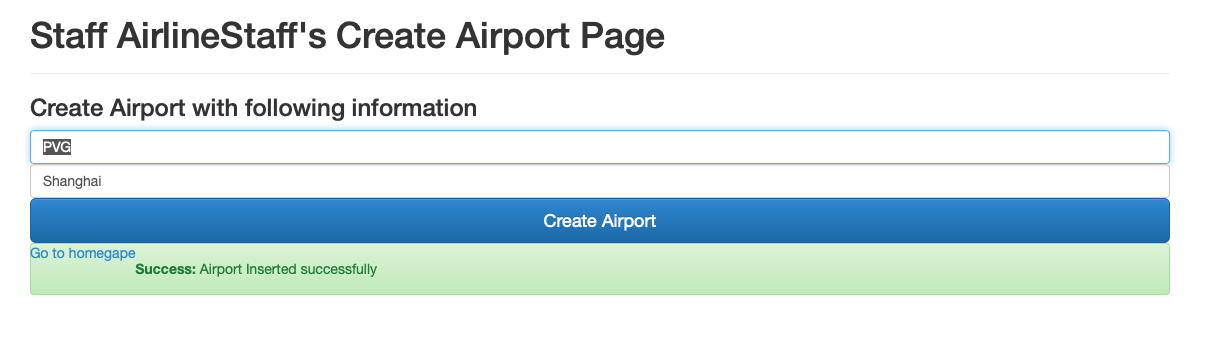 Staff AirlineStaff's Create Airport Page
Create Airport with following information
PVG
Shanghai
Create Airport
Go to homegape
Success: Airport Inserted successfully